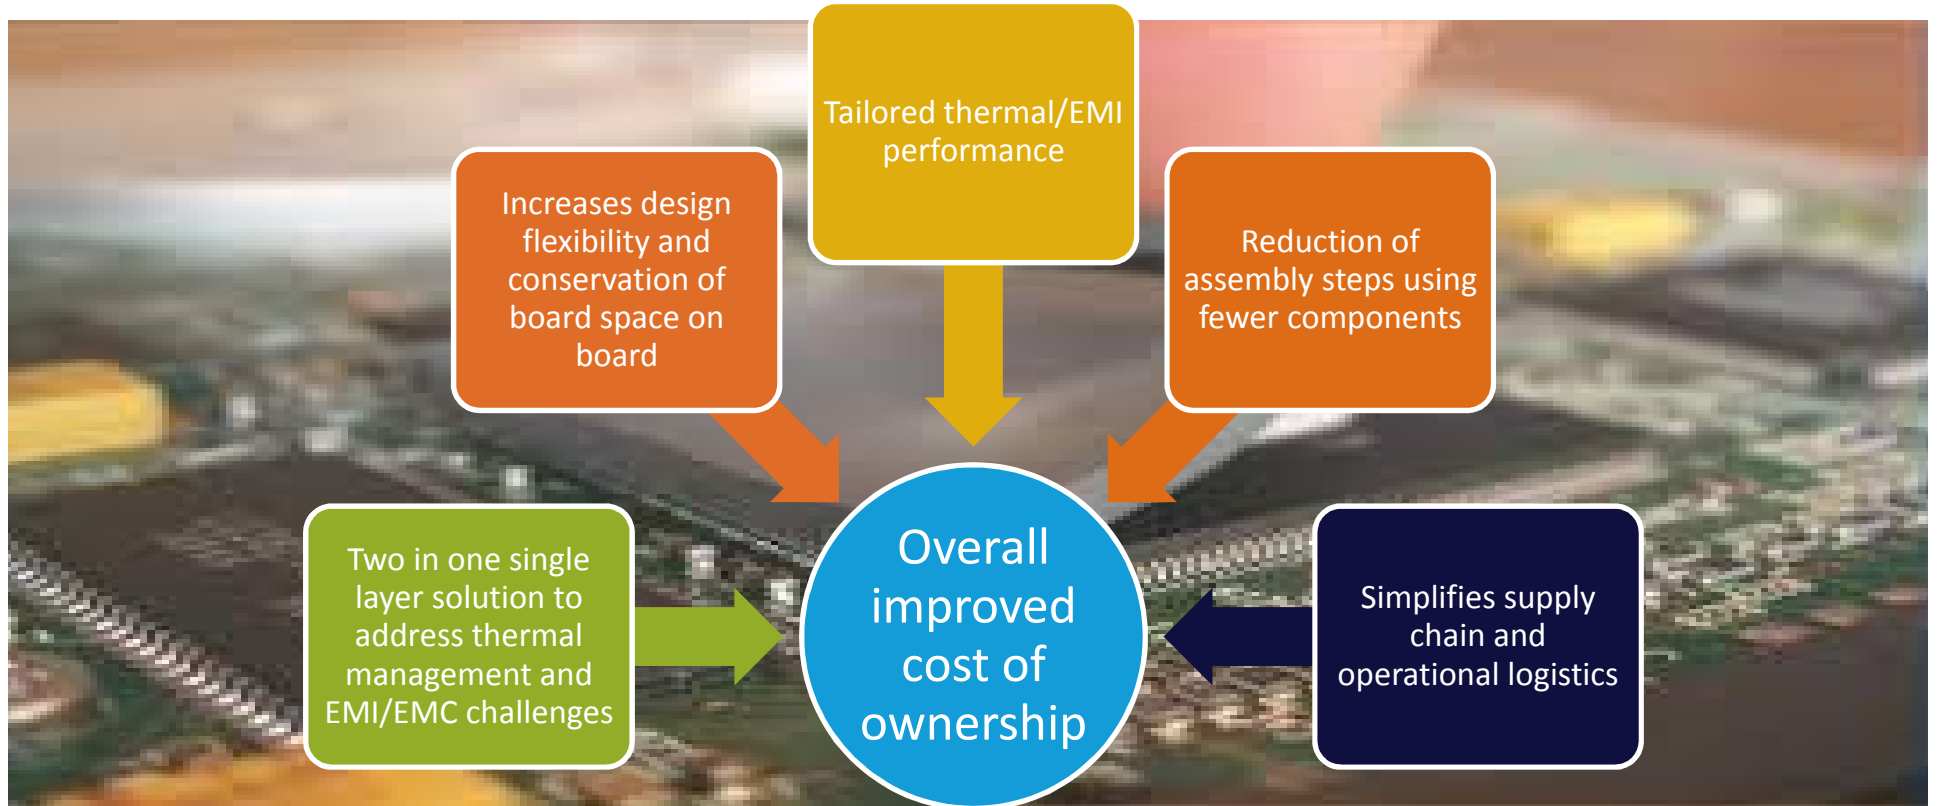 Tailored thermal/EMI
performance
Increases design
flexibility and
conservation of
board space on
board
Reduction of
assembly steps using
fewer components
Two in one single
layer solution to
address thermal
management and
EMI/EMC challenges
Overall
improved
cost of
ownership
Simplifies supply
chain and
operational logistics